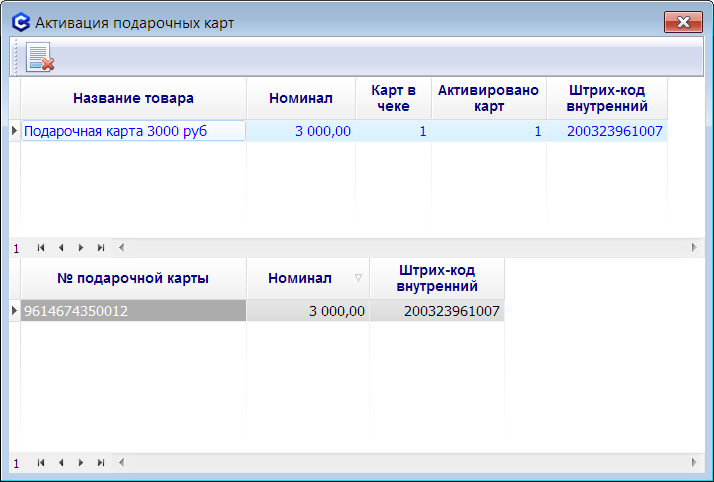 Активация подарочных карт
Название товара Номинал Карт в чеке Активировано карт Штрих-код внутренний
Подарочная карта 3000 руб 3 000,00 1 1 200323961007
1
№ подарочной карты Номинал Штрих-код внутренний
9614674350012 3 000,00 200323961007
1